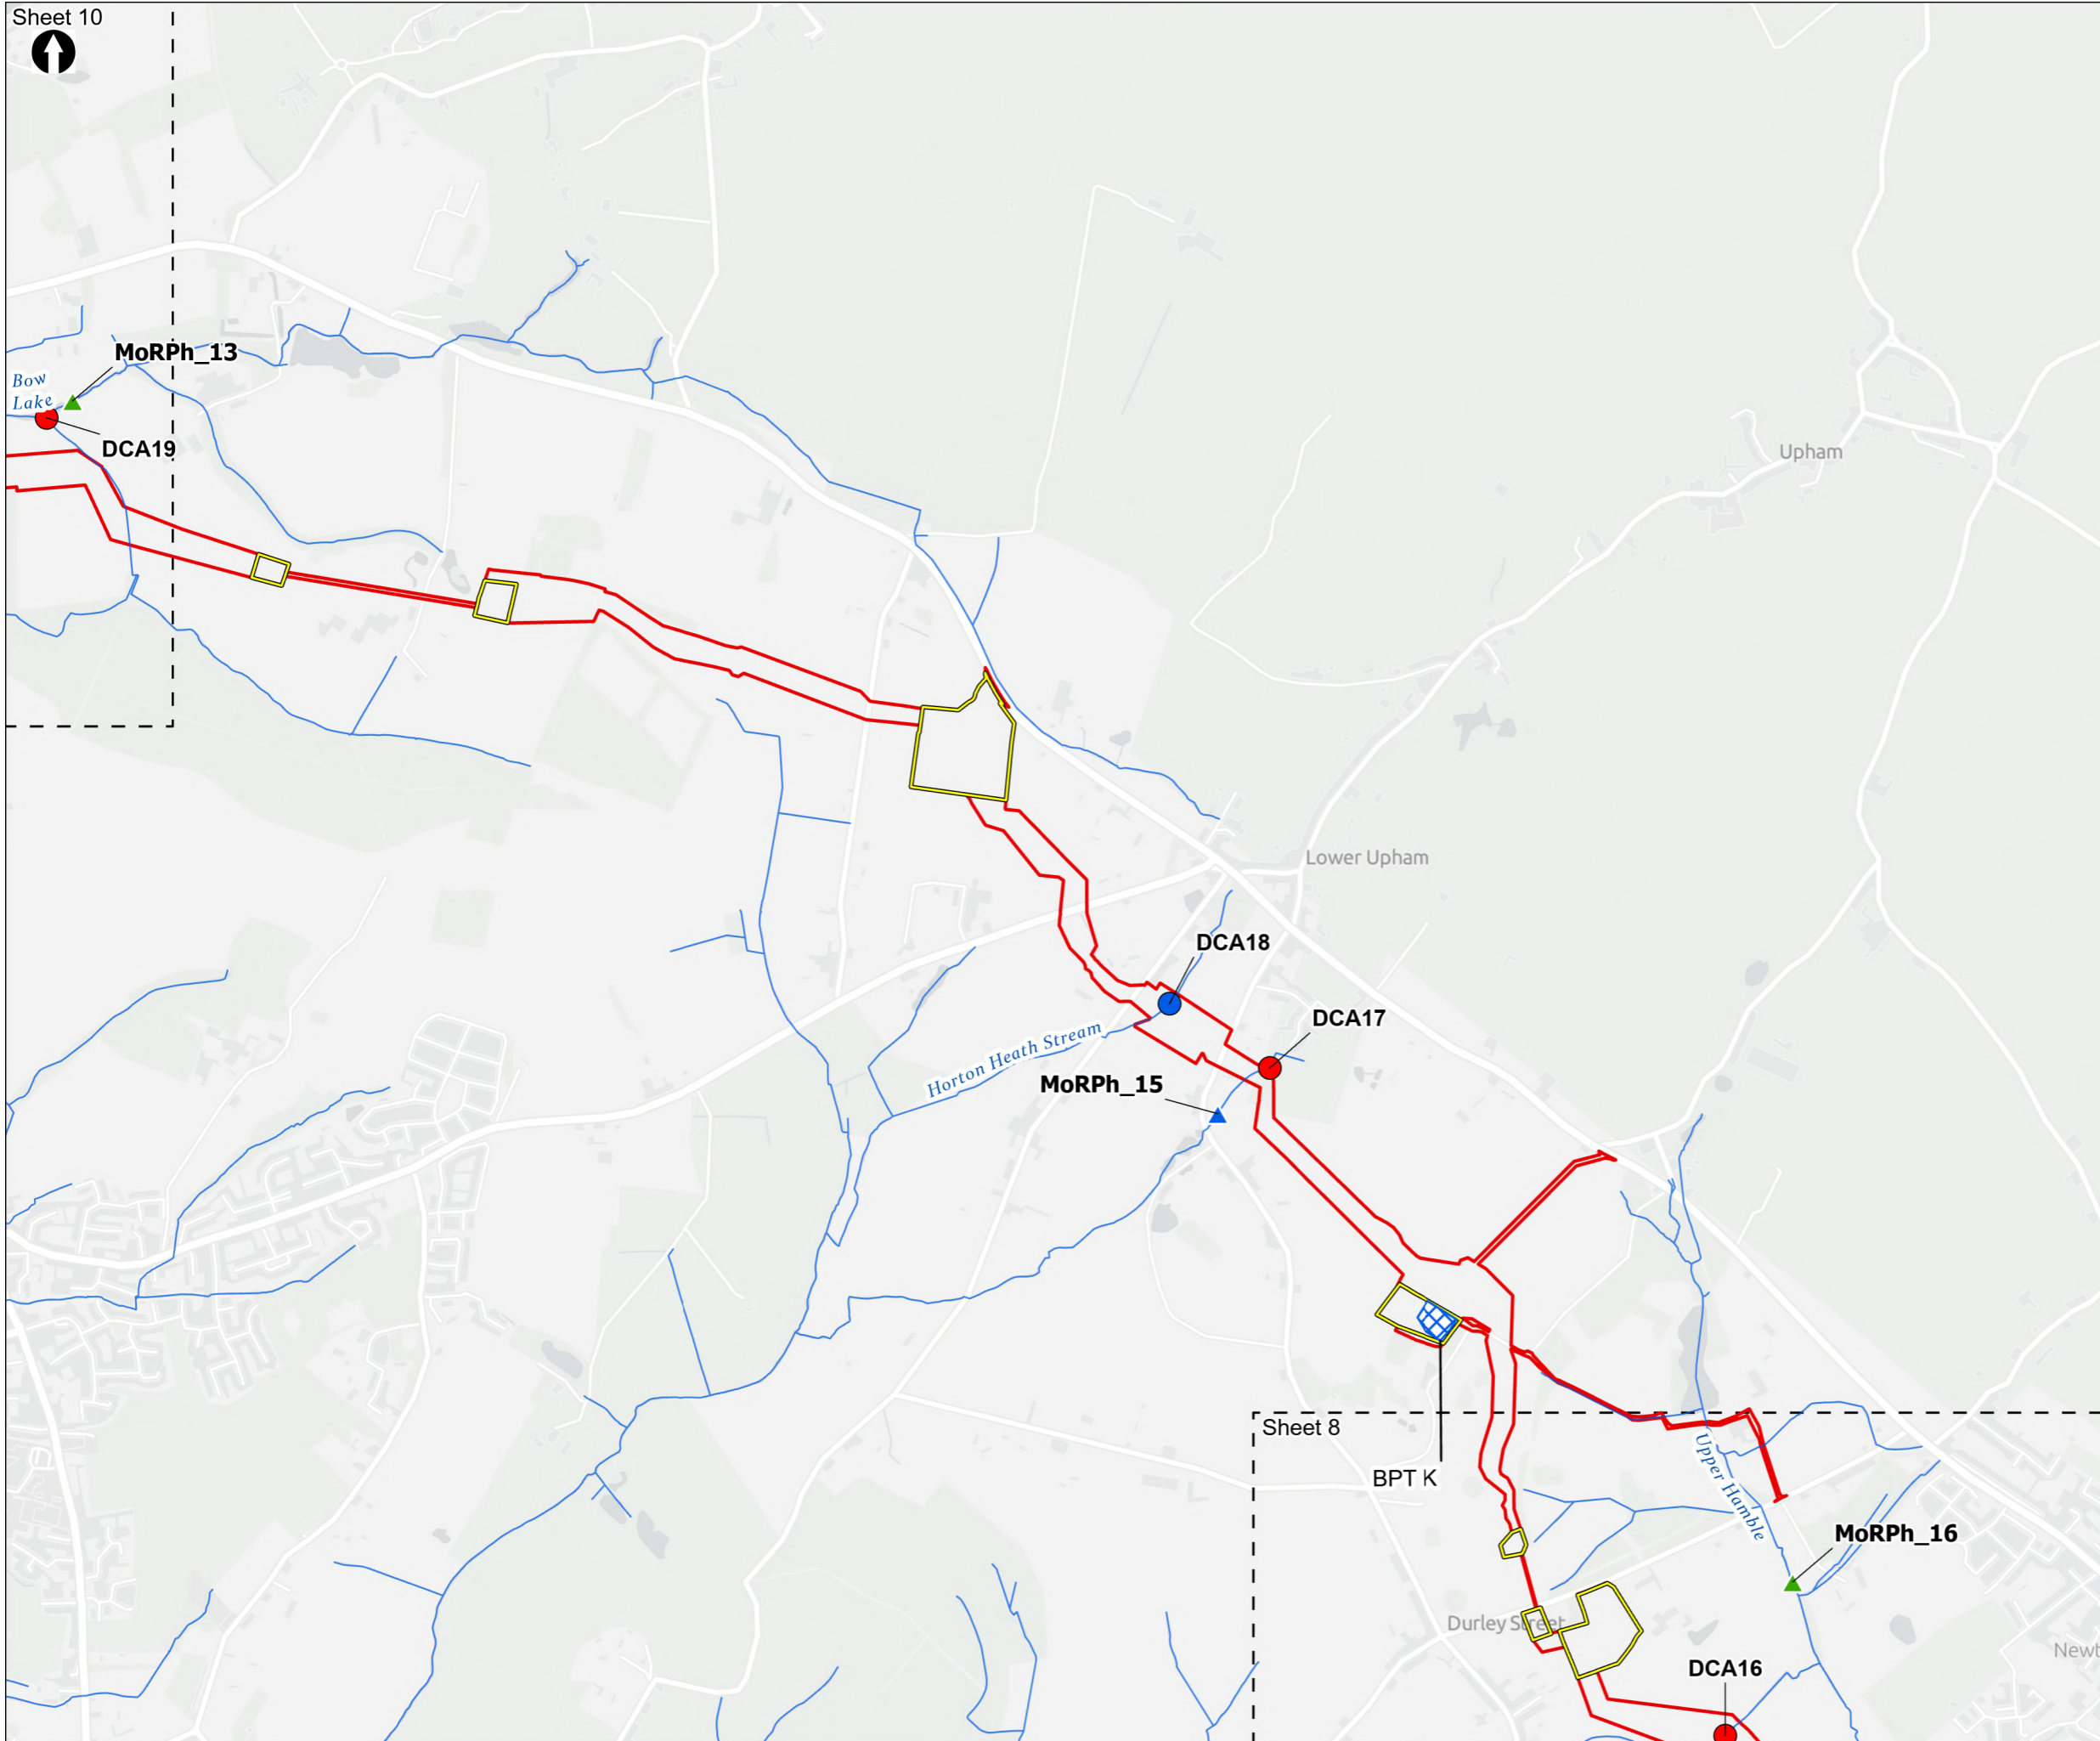 Sheet 10
MoRPh_13
Bow
Lake
DCA19
Upham
Lower Upham
DCA18
DCA17
Horton Heath Stream
MoRPh_15
Sheet 8
BPT K
Upper Hamble
MoRPh_16
Durley Street
Newt
DCA16